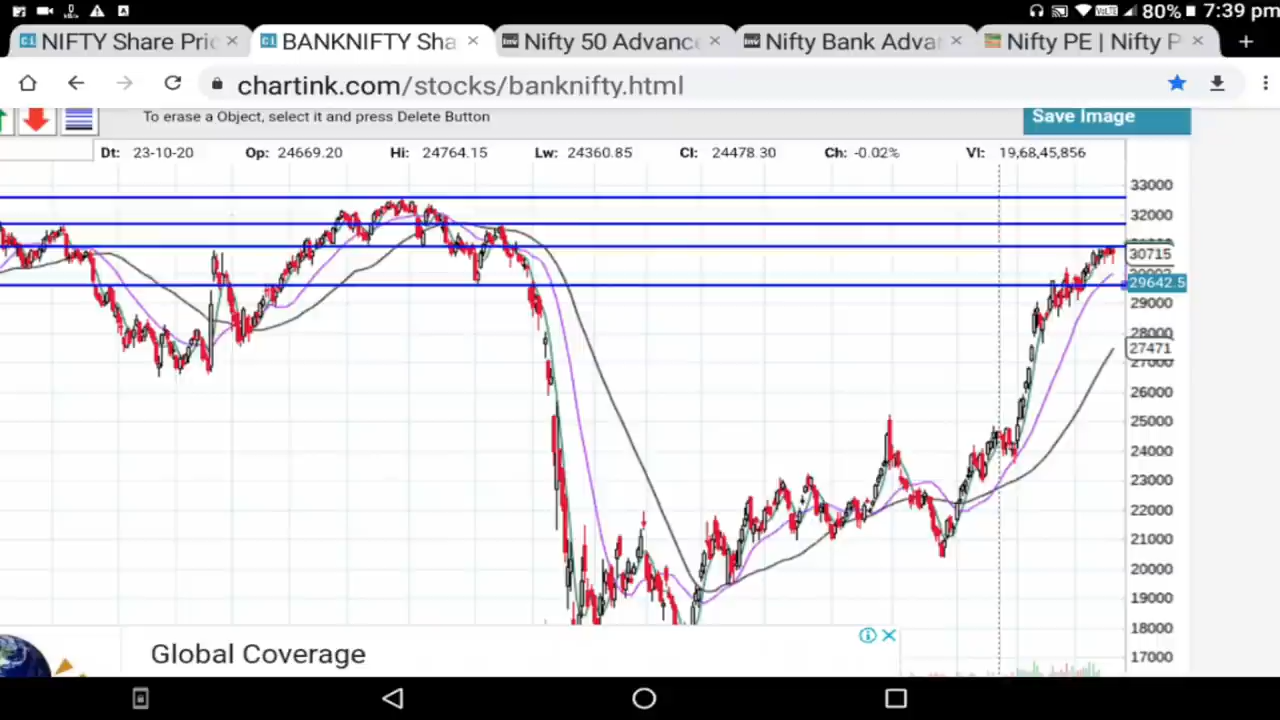 80% 7:39 pm
NIFTY Share Pric
BANKNIFTY Sha
Nifty 50 Advance
Nifty Bank Advar
Nifty PE | Nifty P
chartink.com/stocks/banknifty.html
To erase a Object, select it and press Delete Button
Save Image
Dt: 23-10-20 Op: 24669.20 Hi: 24764.15 Lw: 24360.85 Cl: 24478.30 Ch: -0.02% Vl: 19,68,45,856
33000
32000
30715
29642.5
29000
28000
27471
27000
26000
25000
24000
23000
22000
21000
20000
19000
18000
17000
Global Coverage